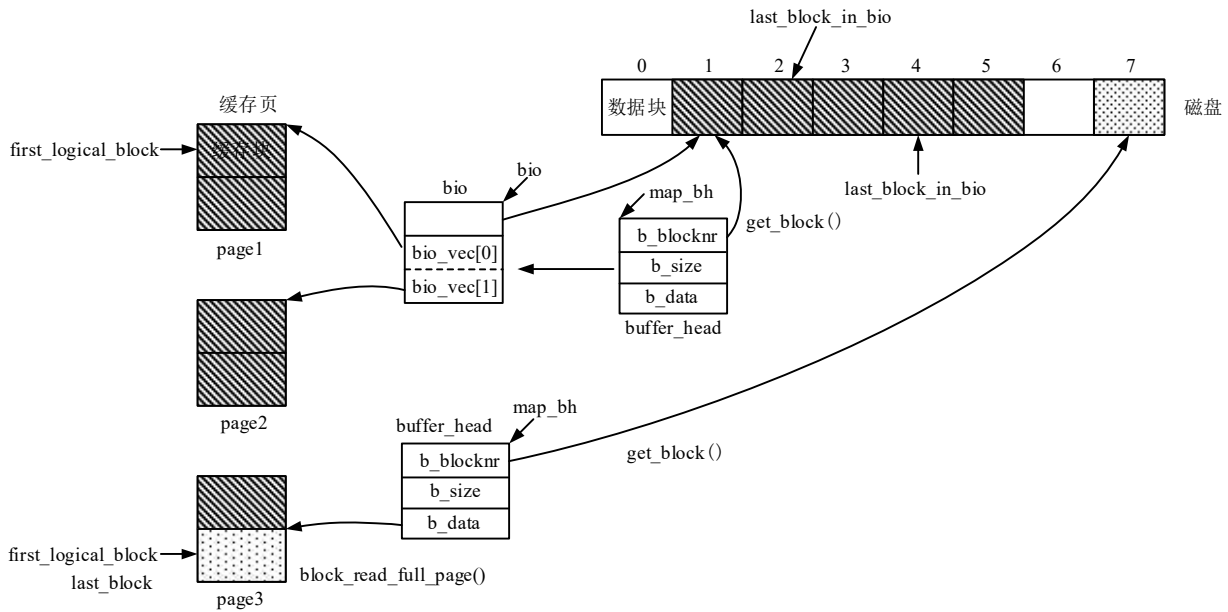 last_block_in_bio
0 1 2 3 4 5 6 7
数据块
磁盘
缓存页
first_logical_block
缓存块
page1
bio
bio
bio_vec[0]
bio_vec[1]
map_bh
b_blocknr
b_size
b_data
buffer_head
get_block()
last_block_in_bio
page2
map_bh
buffer_head
b_blocknr
b_size
b_data
get_block()
first_logical_block
last_block
block_read_full_page()
page3